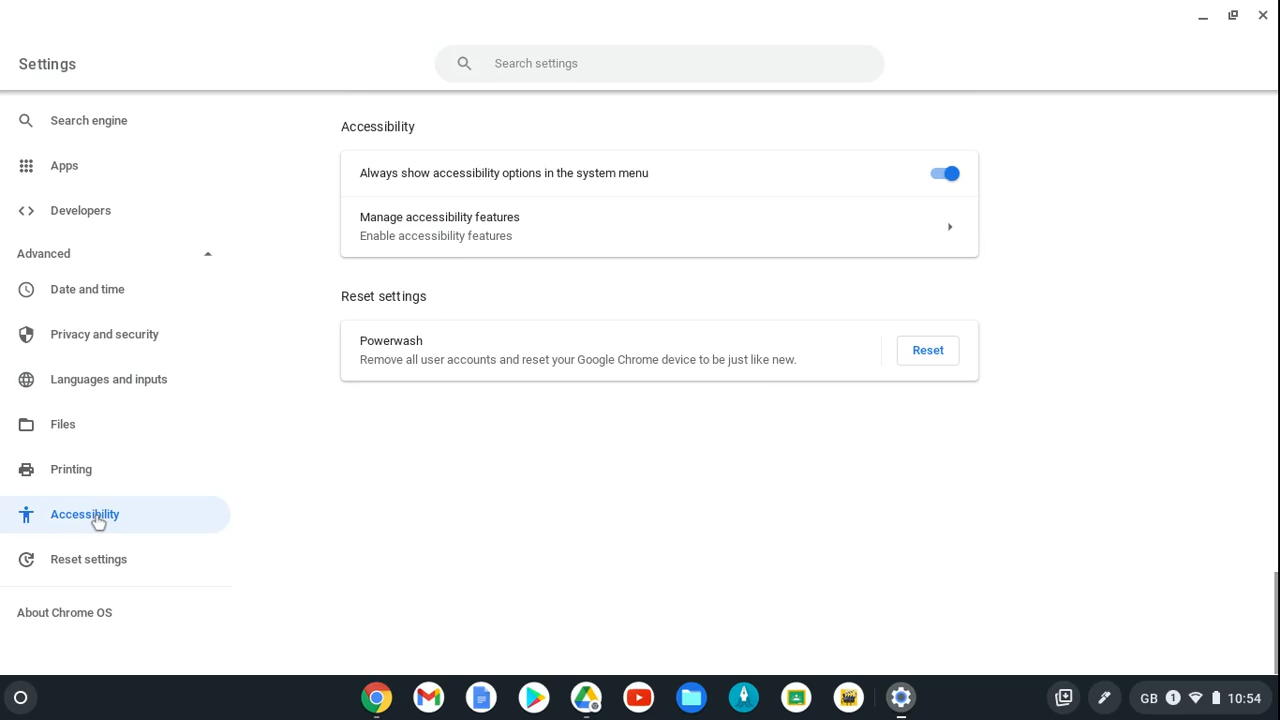 Settings
Search settings
Search engine
Apps
Developers
Advanced
Date and time
Privacy and security
Languages and inputs
Files
Printing
Accessibility
Reset settings
About Chrome OS
Accessibility
Always show accessibility options in the system menu
Manage accessibility features
Enable accessibility features
Reset settings
Powerwash
Remove all user accounts and reset your Google Chrome device to be just like new.
Reset
GB 1 10:54